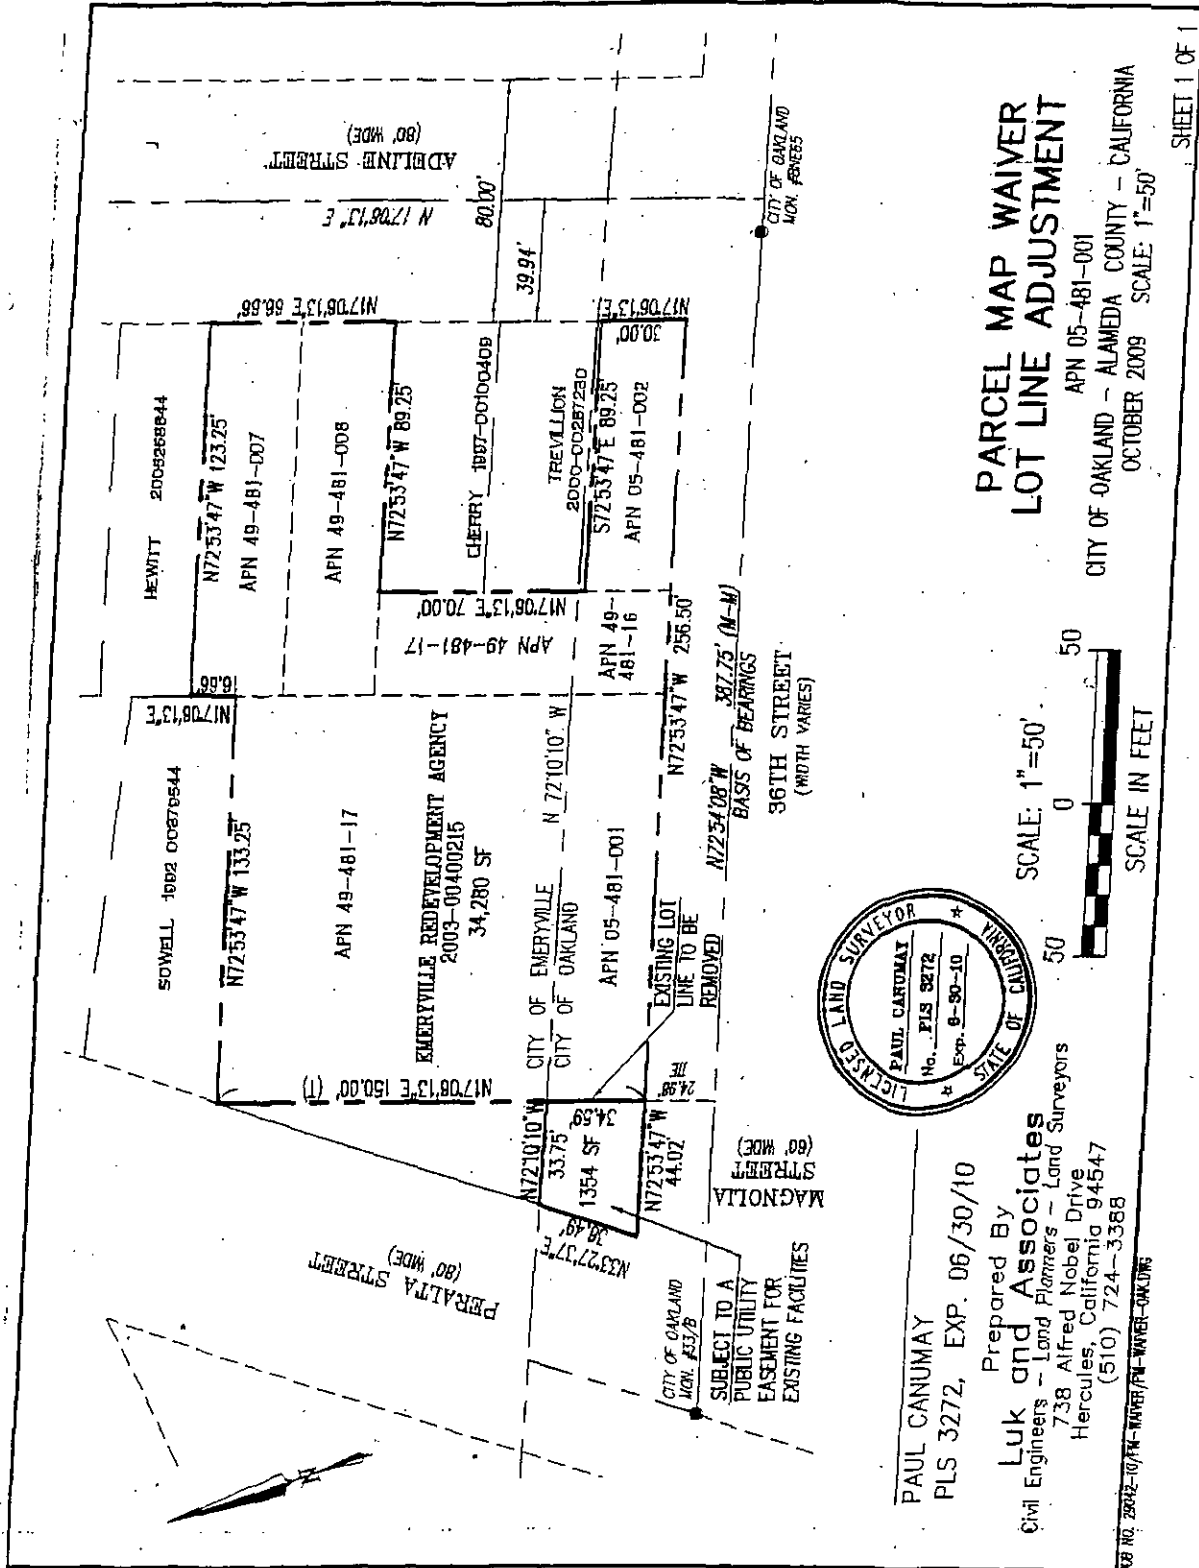 SOWELL 1992 00379544
HEWITT 2008268844
N17°06'13"E
16.66'
N72°53'47"W 133.25'
N72°53'47"W 123.25'
APN 49-481-007
APN 49-481-008
N17°06'13"E 66.66'
N72°53'47"W 89.25'
ADELINE STREET
(80' WIDE)
N 17°06'13" E
80.00'
39.94'
CHERRY 1997-00100409
TREVILLION
2000-00287230
S72°53'47"E 89.25'
APN 05-481-002
N17°06'13"E
30.00'
N17°06'13"E 70.00'
APN 49-481-17
APN 49-
481-16
APN 49-481-17
EMERYVILLE REDEVELOPMENT AGENCY
2003-00400215
34,280 SF
N17°06'13"E 150.00' (T)
CITY OF EMERYVILLE
CITY OF OAKLAND
N 72°10'10" W
APN 05-481-001
EXISTING LOT
LINE TO BE
REMOVED
N72°53'47"W 256.50'
N72°54'08"W 387.75' (M-M)
BASIS OF BEARINGS
36TH STREET
(WIDTH VARIES)
CITY OF OAKLAND
MON. #8NE65
N72°10'10"W
33.75'
34.59'
1354 SF
N72°53'47"W
44.02'
24.98'
TIE
N33°27'37"E
38.49'
PERALTA STREET
(80' WIDE)
MAGNOLIA
STREET
(60' WIDE)
CITY OF OAKLAND
MON. #33/B
SUBJECT TO A
PUBLIC UTILITY
EASEMENT FOR
EXISTING FACILITIES
N
PAUL CANUMAY
PLS 3272, EXP. 06/30/10
Prepared By
Luk and Associates
Civil Engineers - Land Planners - Land Surveyors
738 Alfred Nobel Drive
Hercules, California 94547
(510) 724-3388
LICENSED LAND SURVEYOR
PAUL CANUMAY
No. PLS 3272
Exp. 6-30-10
STATE OF CALIFORNIA
SCALE: 1"=50'
50 0 50
SCALE IN FEET
PARCEL MAP WAIVER
LOT LINE ADJUSTMENT
APN 05-481-001
CITY OF OAKLAND - ALAMEDA COUNTY - CALIFORNIA
OCTOBER 2009 SCALE: 1"=50'
SHEET 1 OF 1